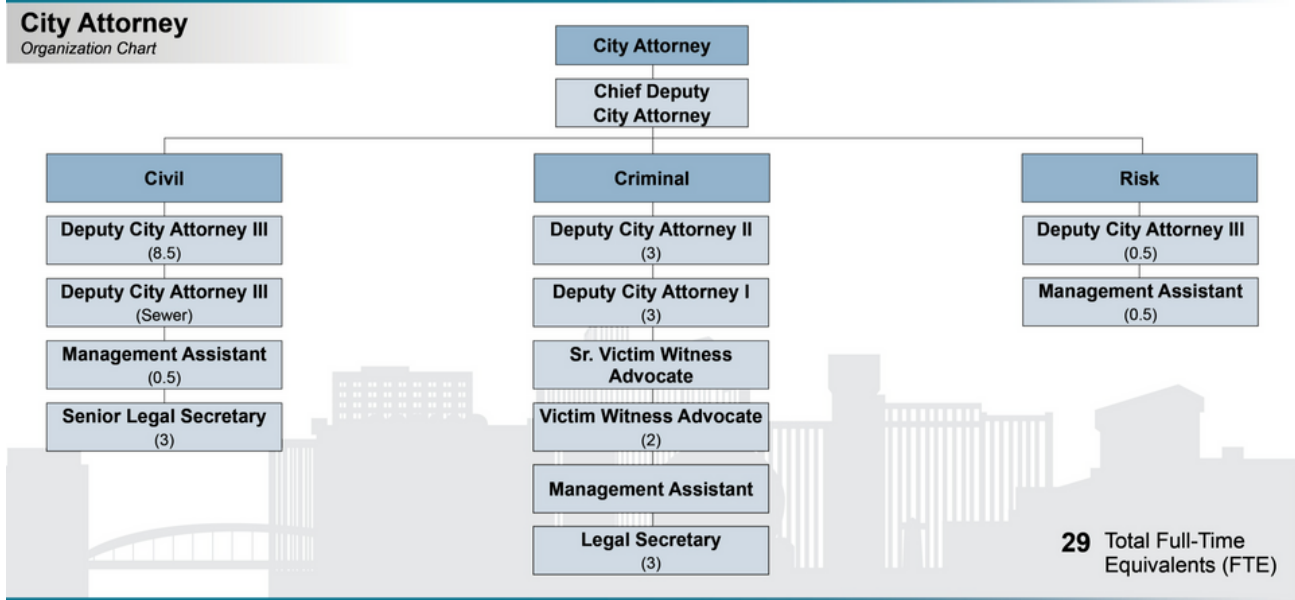 City Attorney
Organization Chart
City Attorney
Chief Deputy
City Attorney
Civil
Deputy City Attorney III
(8.5)
Deputy City Attorney III
(Sewer)
Management Assistant
(0.5)
Senior Legal Secretary
(3)
Criminal
Deputy City Attorney II
(3)
Deputy City Attorney I
(3)
Sr. Victim Witness
Advocate
Victim Witness Advocate
(2)
Management Assistant
Legal Secretary
(3)
Risk
Deputy City Attorney III
(0.5)
Management Assistant
(0.5)
29 Total Full-Time
Equivalents (FTE)